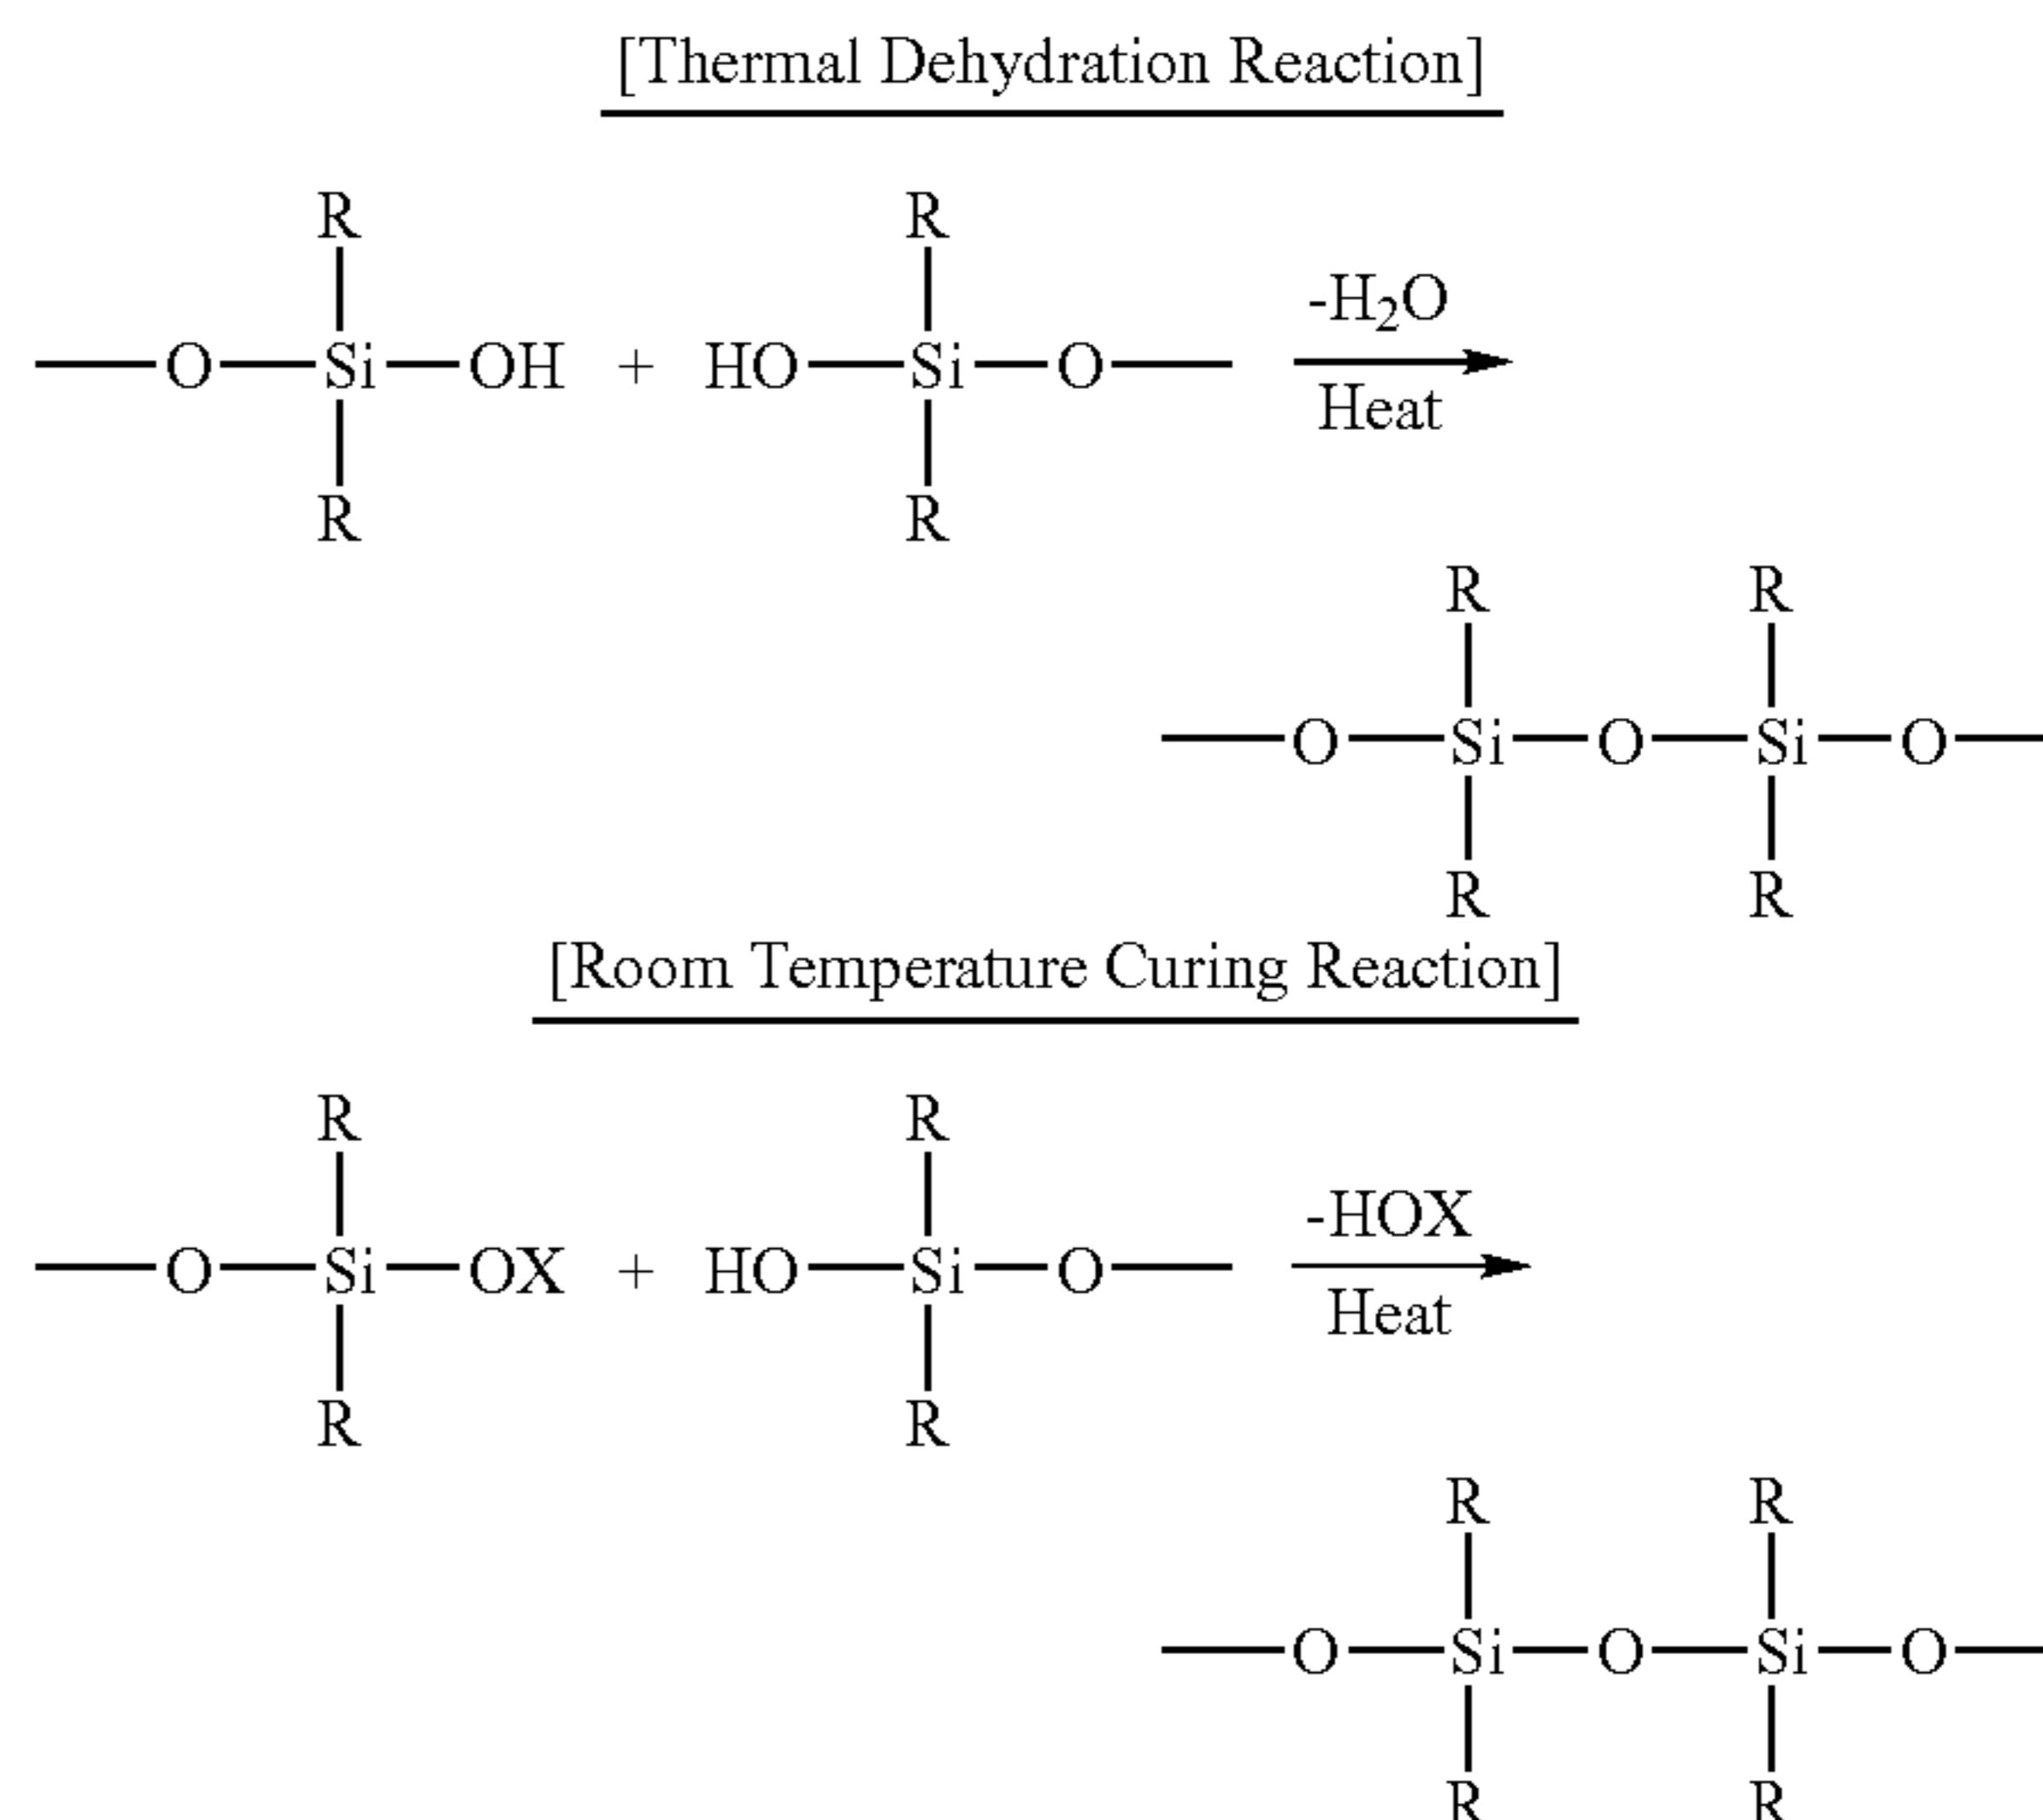 [Thermal Dehydration Reaction]
R R
-H2O
O Si OH + HO Si O
Heat
R R
R R
O Si O Si O
R R
[Room Temperature Curing Reaction]
R R
-HOX
O Si OX + HO Si O
Heat
R R
R R
O Si O Si O
R R